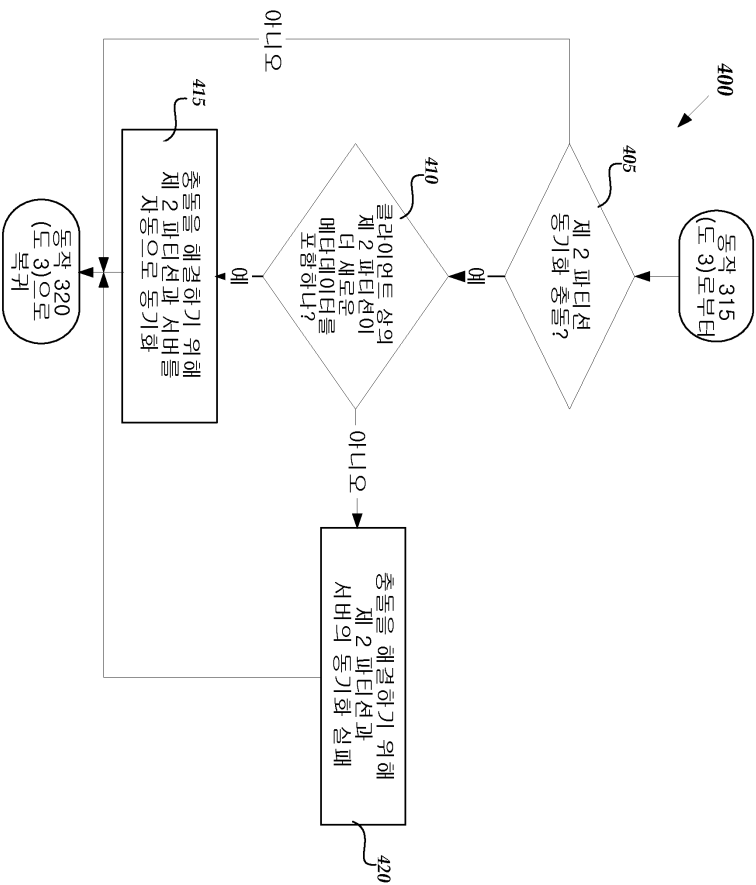 400
동작 315
(도 3)로부터
405
제 2 파티션
동기화 충돌?
아니오
예
410
클라이언트 상의
제 2 파티션이
더 새로운
메타데이터를
포함하나?
아니오
예
415
충돌을 해결하기 위해
제 2 파티션과 서버를
자동으로 동기화
충돌을 해결하기 위해
제 2 파티션과
서버의 동기화 실패
420
동작 320
(도 3)으로
복귀